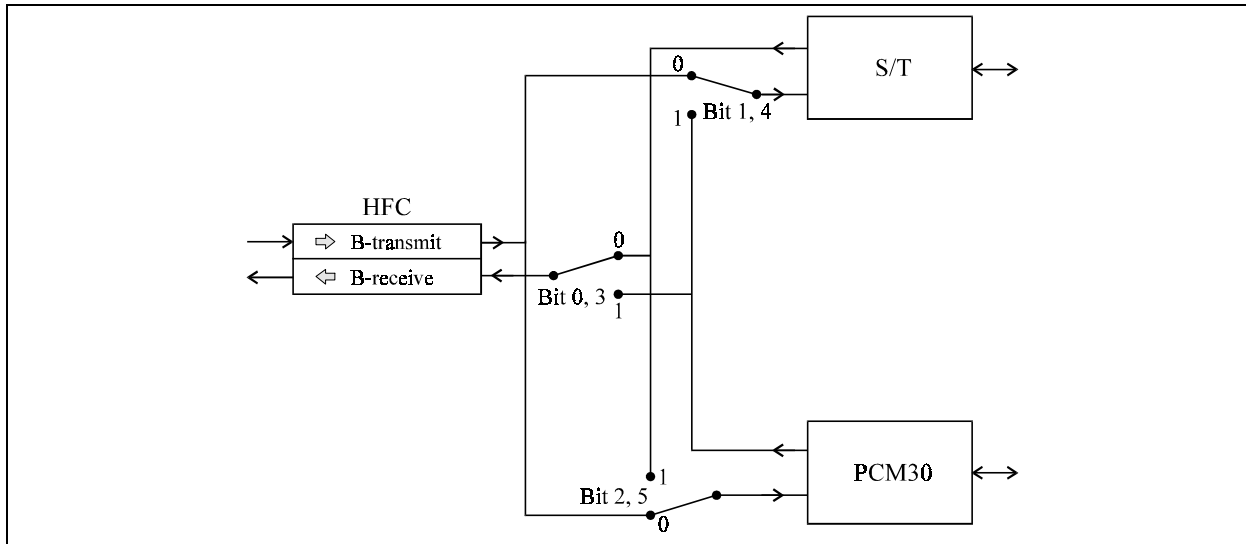 S/T
0
1 Bit 1, 4
HFC
B-transmit
B-receive
0
Bit 0, 3
1
1
Bit 2, 5
0
PCM30